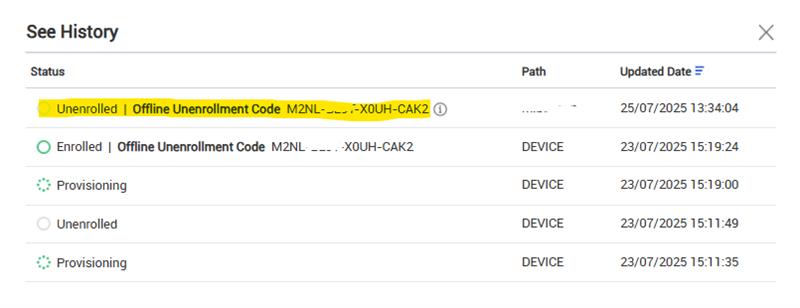 See History
Status Path Updated Date
Unenrolled | Offline Unenrollment Code M2NL- -X0UH-CAK2 25/07/2025 13:34:04
Enrolled | Offline Unenrollment Code M2NL- -X0UH-CAK2 DEVICE 23/07/2025 15:19:24
Provisioning DEVICE 23/07/2025 15:19:00
Unenrolled DEVICE 23/07/2025 15:11:49
Provisioning DEVICE 23/07/2025 15:11:35